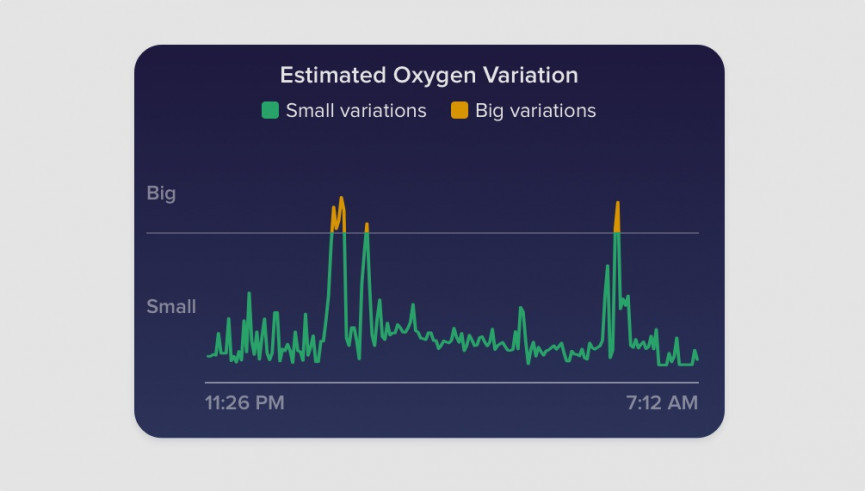 Estimated Oxygen Variation
Small variations Big variations
Big
Small
11:26 PM 7:12 AM